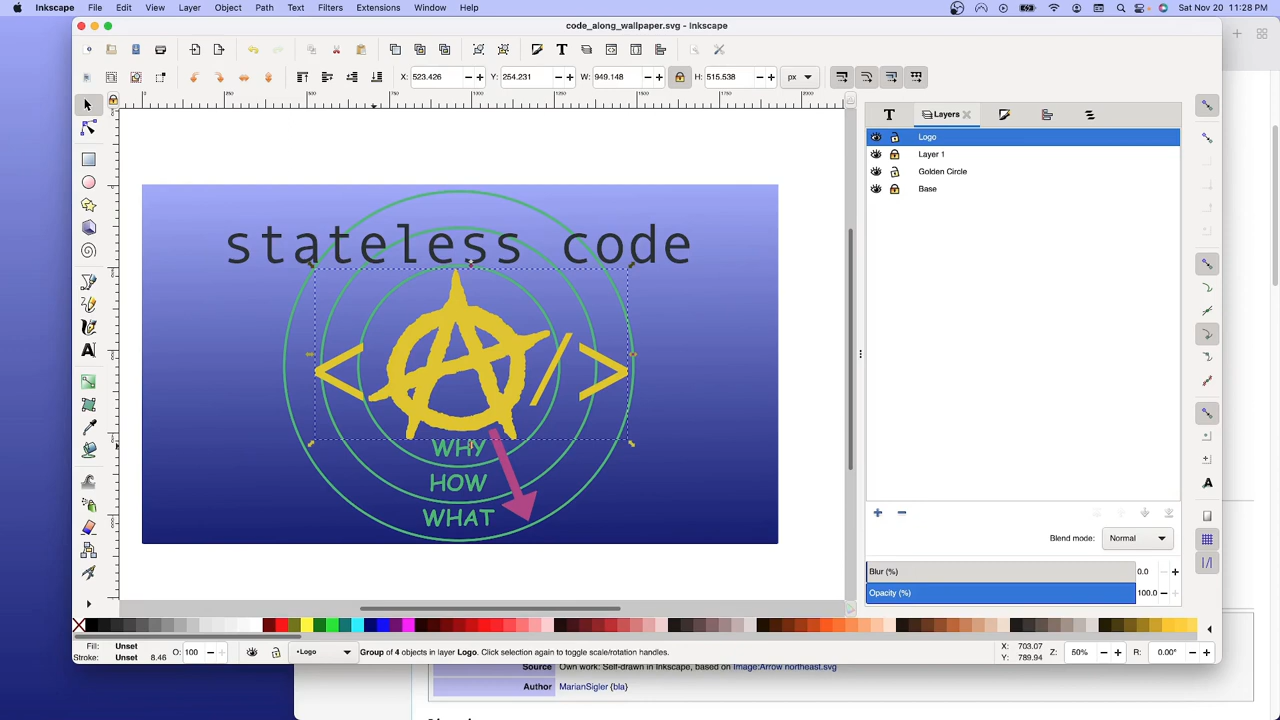 Inkscape File Edit View Layer Object Path Text Filters Extensions Window Help Sat Nov 20 11:28 PM
code_along_wallpaper.svg - Inkscape
X: 523.426 Y: 254.231 W: 949.148 H: 515.538 px
Layers
Logo
Layer 1
Golden Circle
Base
stateless code
< / >
WHY
HOW
WHAT
Blend mode: Normal
Blur (%) 0.0
Opacity (%) 100.0
Fill: Unset
Stroke: Unset 8.46
O: 100
•Logo
Group of 4 objects in layer Logo. Click selection again to toggle scale/rotation handles.
X: 703.07
Y: 789.94
Z: 50%
R: 0.00°
Source Own work: Self-drawn in Inkscape, based on Image:Arrow northeast.svg
Author MarianSigler {bla}